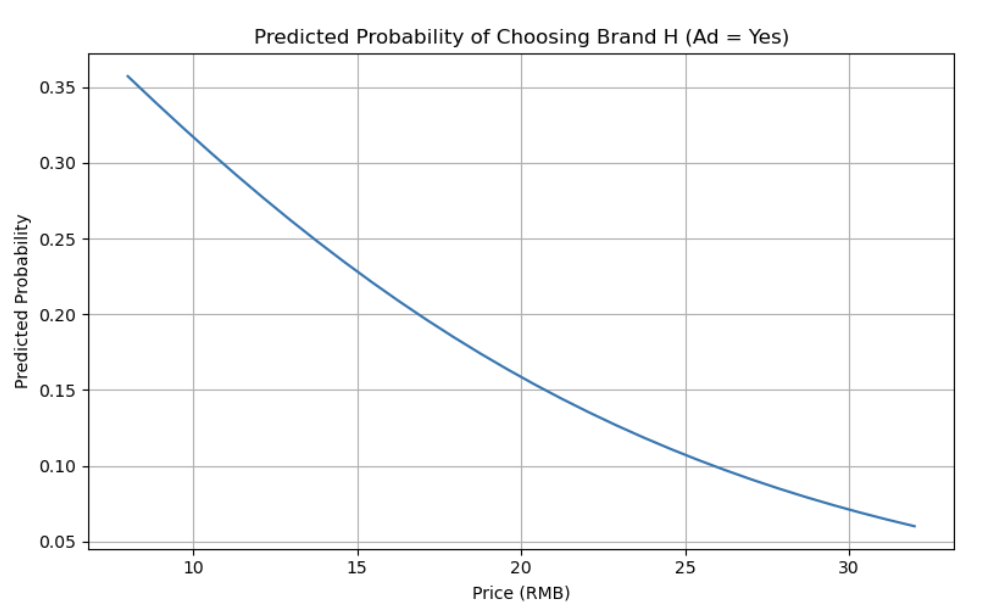 Predicted Probability of Choosing Brand H (Ad = Yes)
Predicted Probability
0.35
0.30
0.25
0.20
0.15
0.10
0.05
10 15 20 25 30
Price (RMB)